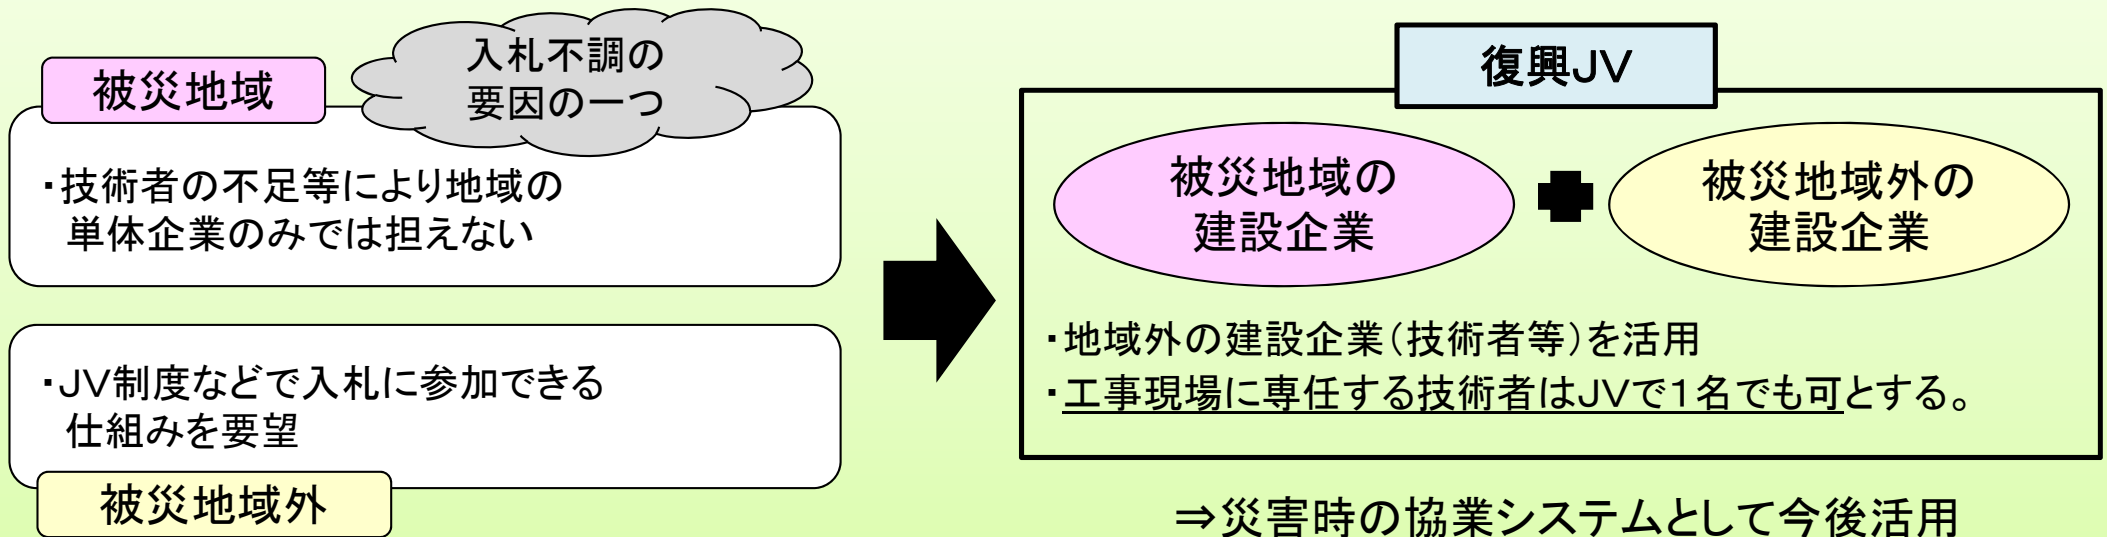 被災地域
入札不調の
要因の一つ
・技術者の不足等により地域の
単体企業のみでは担えない
・JV制度などで入札に参加できる
仕組みを要望
被災地域外
復興JV
被災地域の
建設企業
被災地域外の
建設企業
・地域外の建設企業(技術者等)を活用
・工事現場に専任する技術者はJVで1名でも可とする。
⇒災害時の協業システムとして今後活用